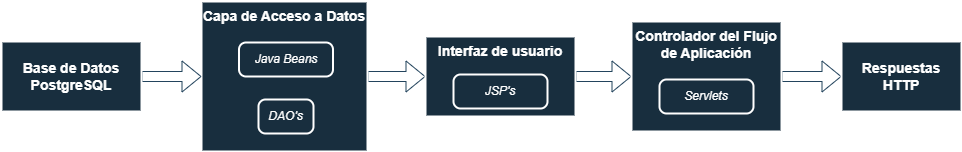 Base de Datos
PostgreSQL
Capa de Acceso a Datos
Java Beans
DAO's
Interfaz de usuario
JSP's
Controlador del Flujo
de Aplicación
Servlets
Respuestas
HTTP